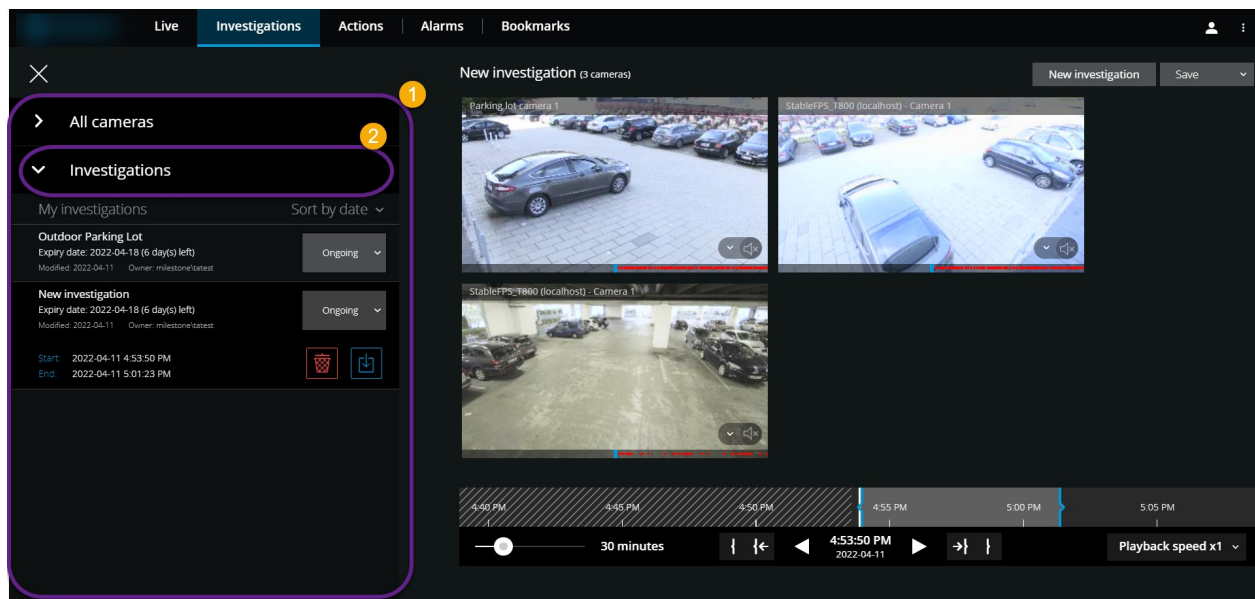 Live Investigations Actions Alarms Bookmarks
1
All cameras
2
Investigations
My investigations Sort by date
Outdoor Parking Lot
Expiry date: 2022-04-18 (6 day(s) left)
Modified: 2022-04-11 Owner: milestone\tatest
Ongoing
New investigation
Expiry date: 2022-04-18 (6 day(s) left)
Modified: 2022-04-11 Owner: milestone\tatest
Ongoing
Start: 2022-04-11 4:53:50 PM
End: 2022-04-11 5:01:23 PM
New investigation (3 cameras)
New investigation Save
Parking lot camera 1
StableFPS_T800 (localhost) - Camera 1
StableFPS_T800 (localhost) - Camera 1
4:40 PM 4:45 PM 4:50 PM 4:55 PM 5:00 PM 5:05 PM
30 minutes
4:53:50 PM
2022-04-11
Playback speed x1